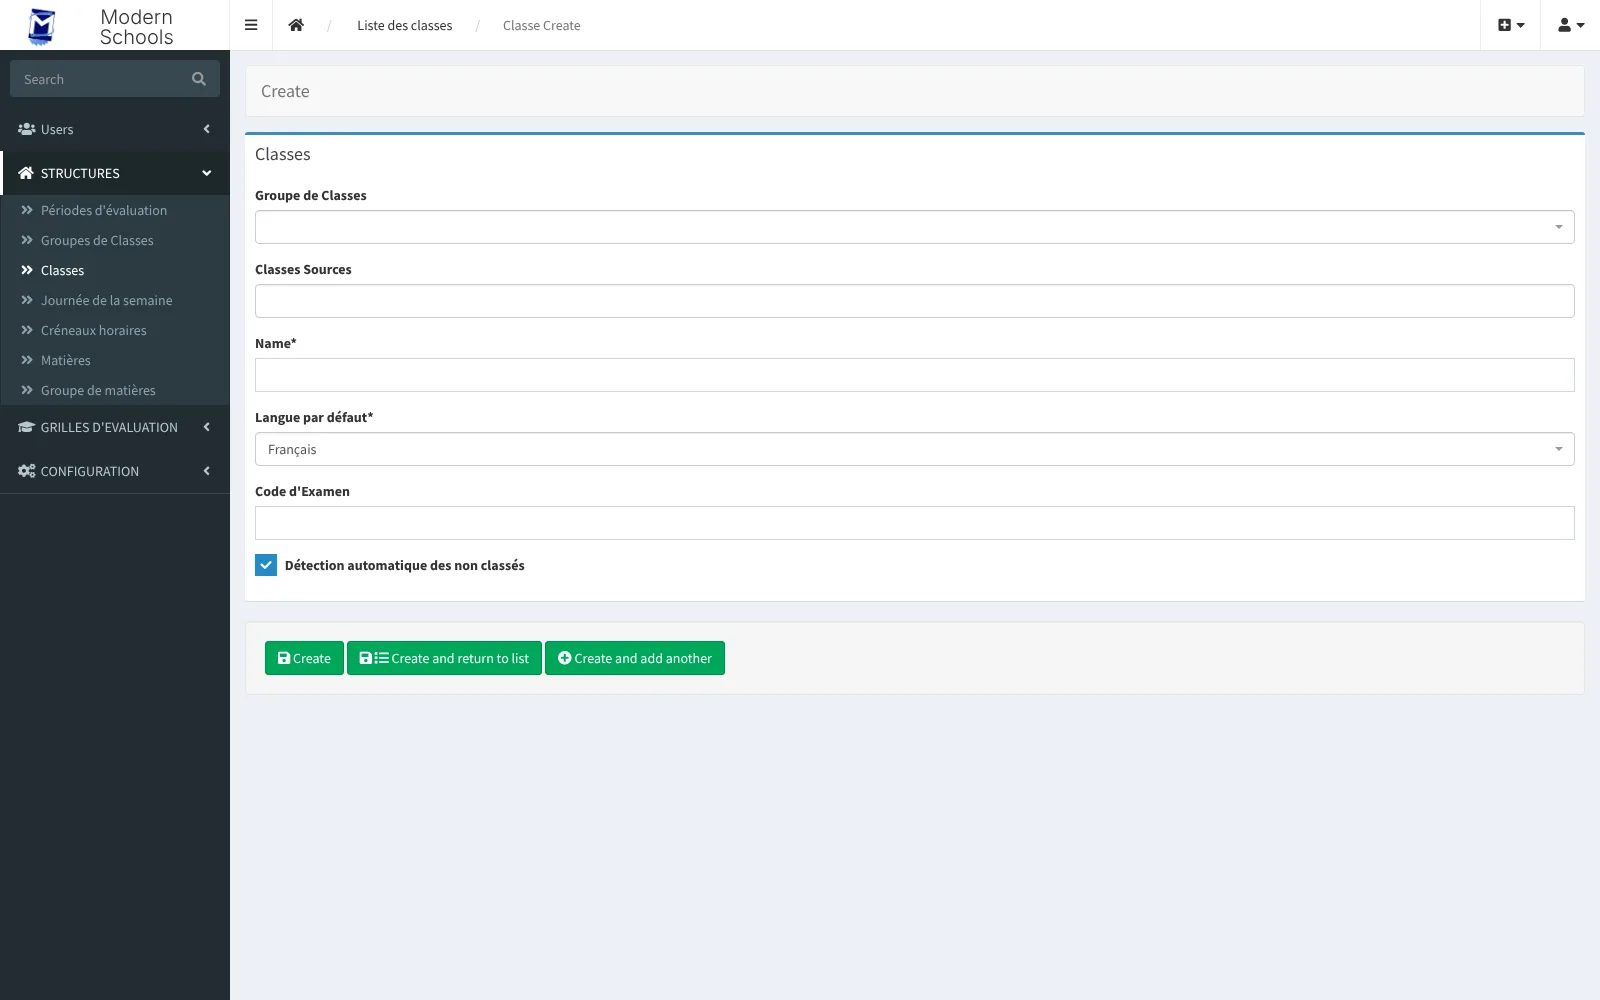 Modern
Schools
Liste des classes / Classe Create
Search
Users
STRUCTURES
Périodes d'évaluation
Groupes de Classes
Classes
Journée de la semaine
Créneaux horaires
Matières
Groupe de matières
GRILLES D'EVALUATION
CONFIGURATION
Create
Classes
Groupe de Classes
Classes Sources
Name*
Langue par défaut*
Français
Code d'Examen
Détection automatique des non classés
Create
Create and return to list
Create and add another